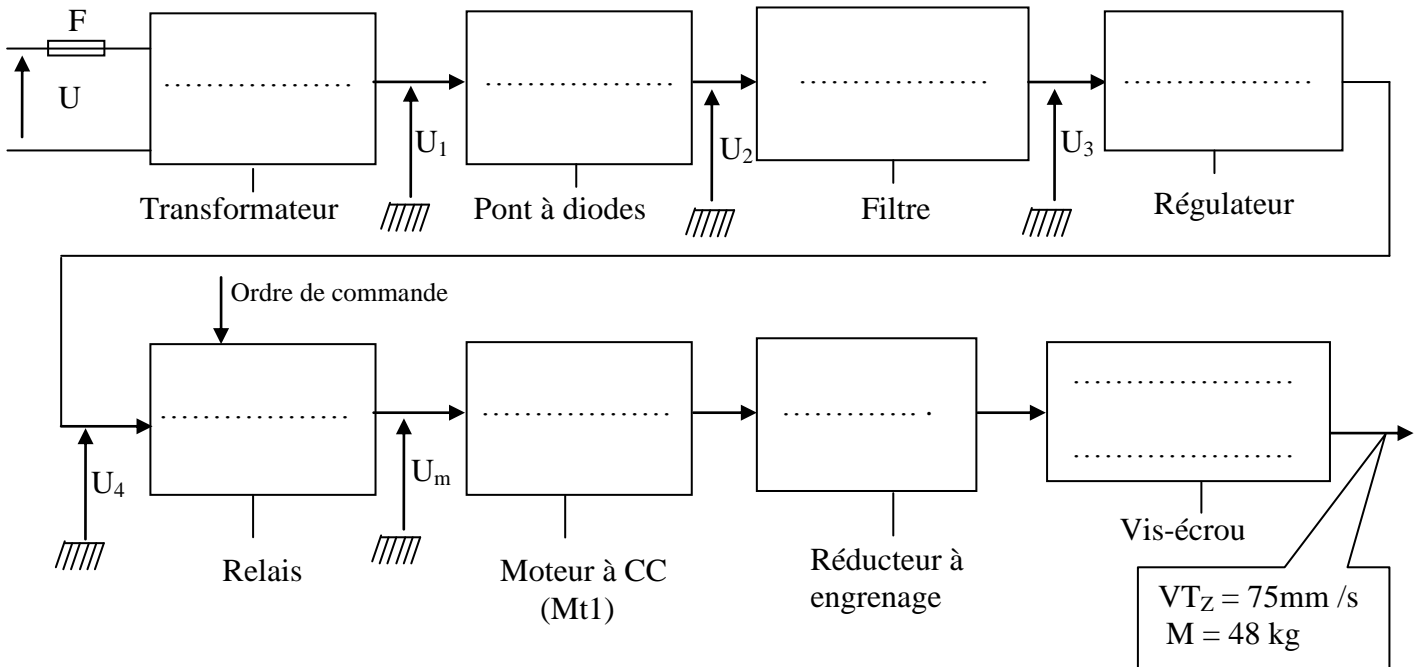 F
U
U1
U2
U3
.....................
.....................
.....................
.....................
Transformateur
Pont à diodes
Filtre
Régulateur
Ordre de commande
U4
.....................
Um
.....................
............... .
.....................
.....................
Relais
Moteur à CC
(Mt1)
Réducteur à
engrenage
Vis-écrou
VTZ = 75mm /s
M = 48 kg